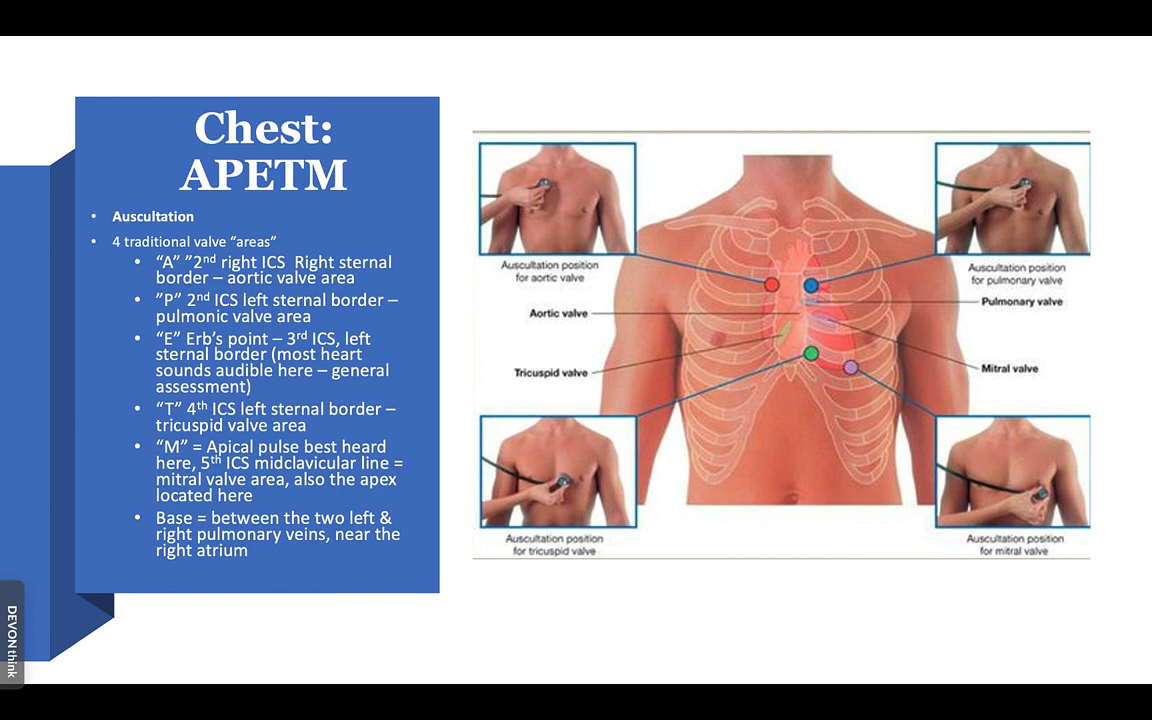 Chest:
APETM
• Auscultation
• 4 traditional valve “areas”
• “A” ”2nd right ICS  Right sternal
border – aortic valve area
• ”P” 2nd ICS left sternal border –
pulmonic valve area
• “E” Erb’s point – 3rd ICS, left
sternal border (most heart
sounds audible here – general
assessment)
• “T” 4th ICS left sternal border –
tricuspid valve area
• “M” = Apical pulse best heard
here, 5th ICS midclavicular line =
mitral valve area, also the apex
located here
• Base = between the two left &
right pulmonary veins, near the
right atrium
Auscultation position
for aortic valve
Auscultation position
for pulmonary valve
Aortic valve
Pulmonary valve
Tricuspid valve
Mitral valve
Auscultation position
for tricuspid valve
Auscultation position
for mitral valve
DEVONthink